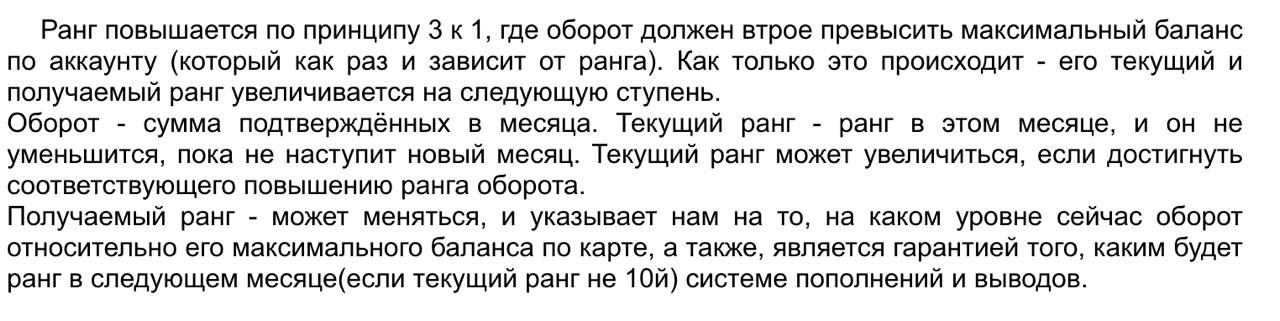 Ранг повышается по принципу 3 к 1, где оборот должен втрое превысить максимальный баланс
по аккаунту (который как раз и зависит от ранга). Как только это происходит - его текущий и
получаемый ранг увеличивается на следующую ступень.
Оборот - сумма подтверждённых в месяца. Текущий ранг - ранг в этом месяце, и он не
уменьшится, пока не наступит новый месяц. Текущий ранг может увеличиться, если достигнуть
соответствующего повышению ранга оборота.
Получаемый ранг - может меняться, и указывает нам на то, на каком уровне сейчас оборот
относительно его максимального баланса по карте, а также, является гарантией того, каким будет
ранг в следующем месяце(если текущий ранг не 10й) системе пополнений и выводов.